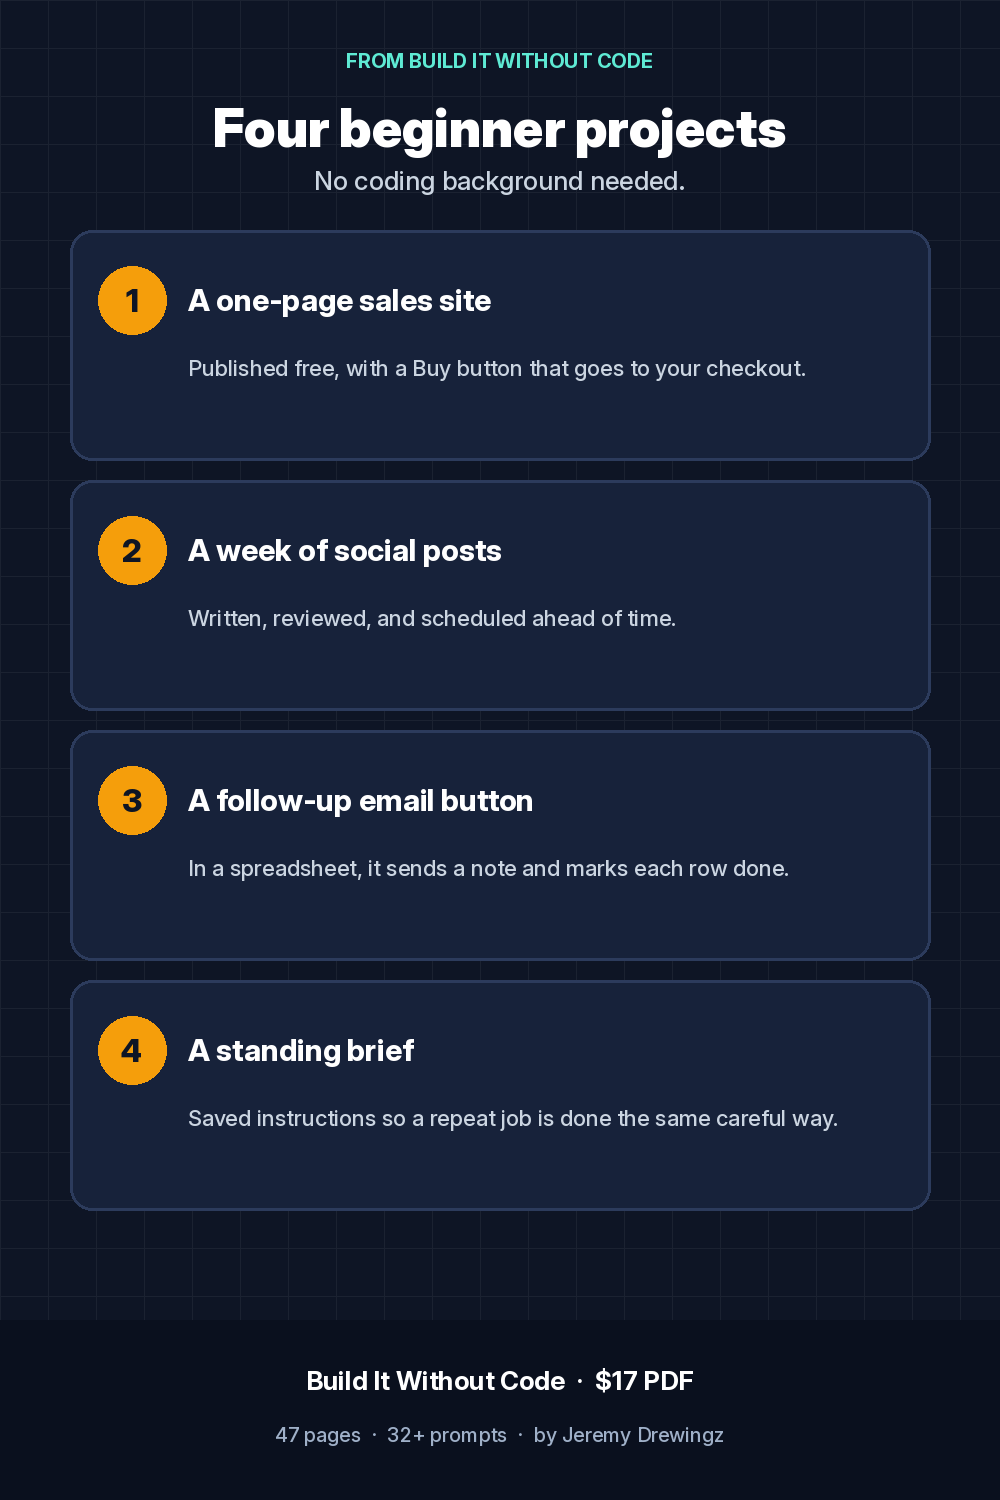 FROM BUILD IT WITHOUT CODE
Four beginner projects
No coding background needed.
1
A one-page sales site
Published free, with a Buy button that goes to your checkout.
2
A week of social posts
Written, reviewed, and scheduled ahead of time.
3
A follow-up email button
In a spreadsheet, it sends a note and marks each row done.
4
A standing brief
Saved instructions so a repeat job is done the same careful way.
Build It Without Code · $17 PDF
47 pages · 32+ prompts · by Jeremy Drewingz